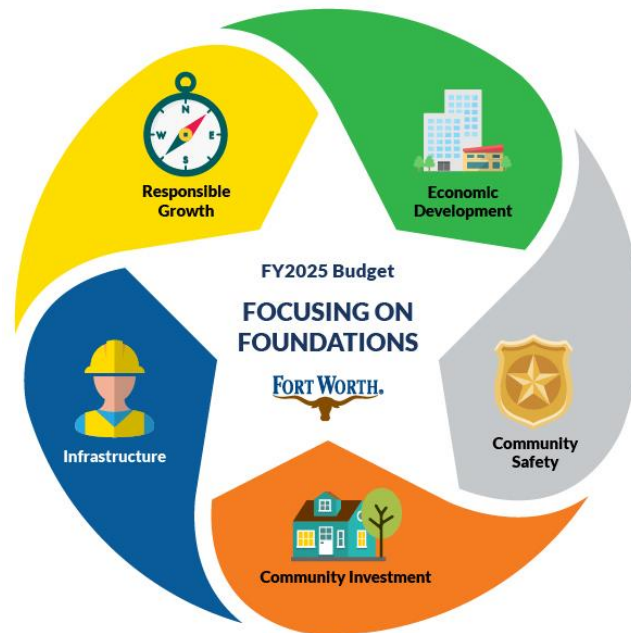 N
W
E
S
Responsible
Growth
Economic
Development
FY2025 Budget
FOCUSING ON
FOUNDATIONS
FORT WORTH®
Infrastructure
Community
Safety
Community Investment